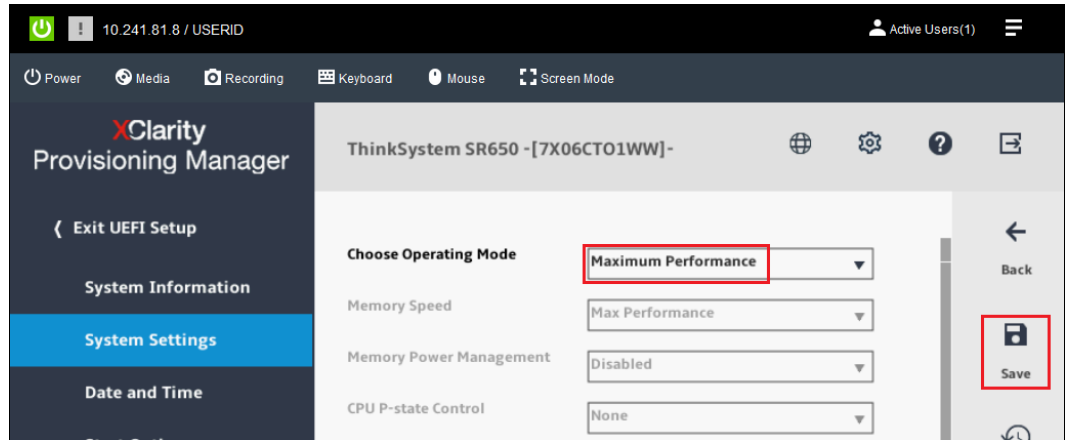 10.241.81.8 / USERID
Active Users(1)
Power
Media
Recording
Keyboard
Mouse
Screen Mode
XClarity
Provisioning Manager
ThinkSystem SR650 -[7X06CTO1WW]-
Exit UEFI Setup
System Information
System Settings
Date and Time
Choose Operating Mode
Maximum Performance
Memory Speed
Max Performance
Memory Power Management
Disabled
CPU P-state Control
None
Back
Save